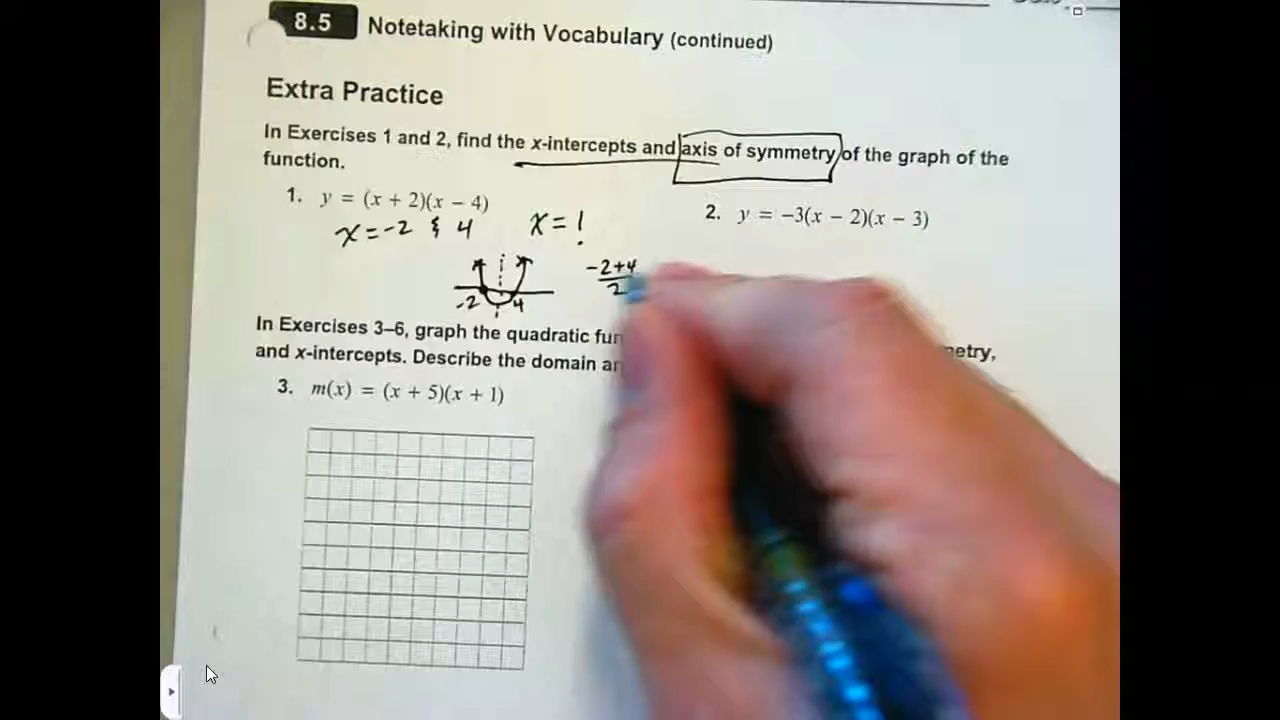 8.5 Notetaking with Vocabulary (continued)
Extra Practice
In Exercises 1 and 2, find the x-intercepts and axis of symmetry of the graph of the
function.
1. y = (x + 2)(x − 4)
2. y = −3(x − 2)(x − 3)
x = -2 & 4 x = 1
-2+4
2
-2 4
In Exercises 3–6, graph the quadratic
and x-intercepts. Describe the domain
3. m(x) = (x + 5)(x + 1)